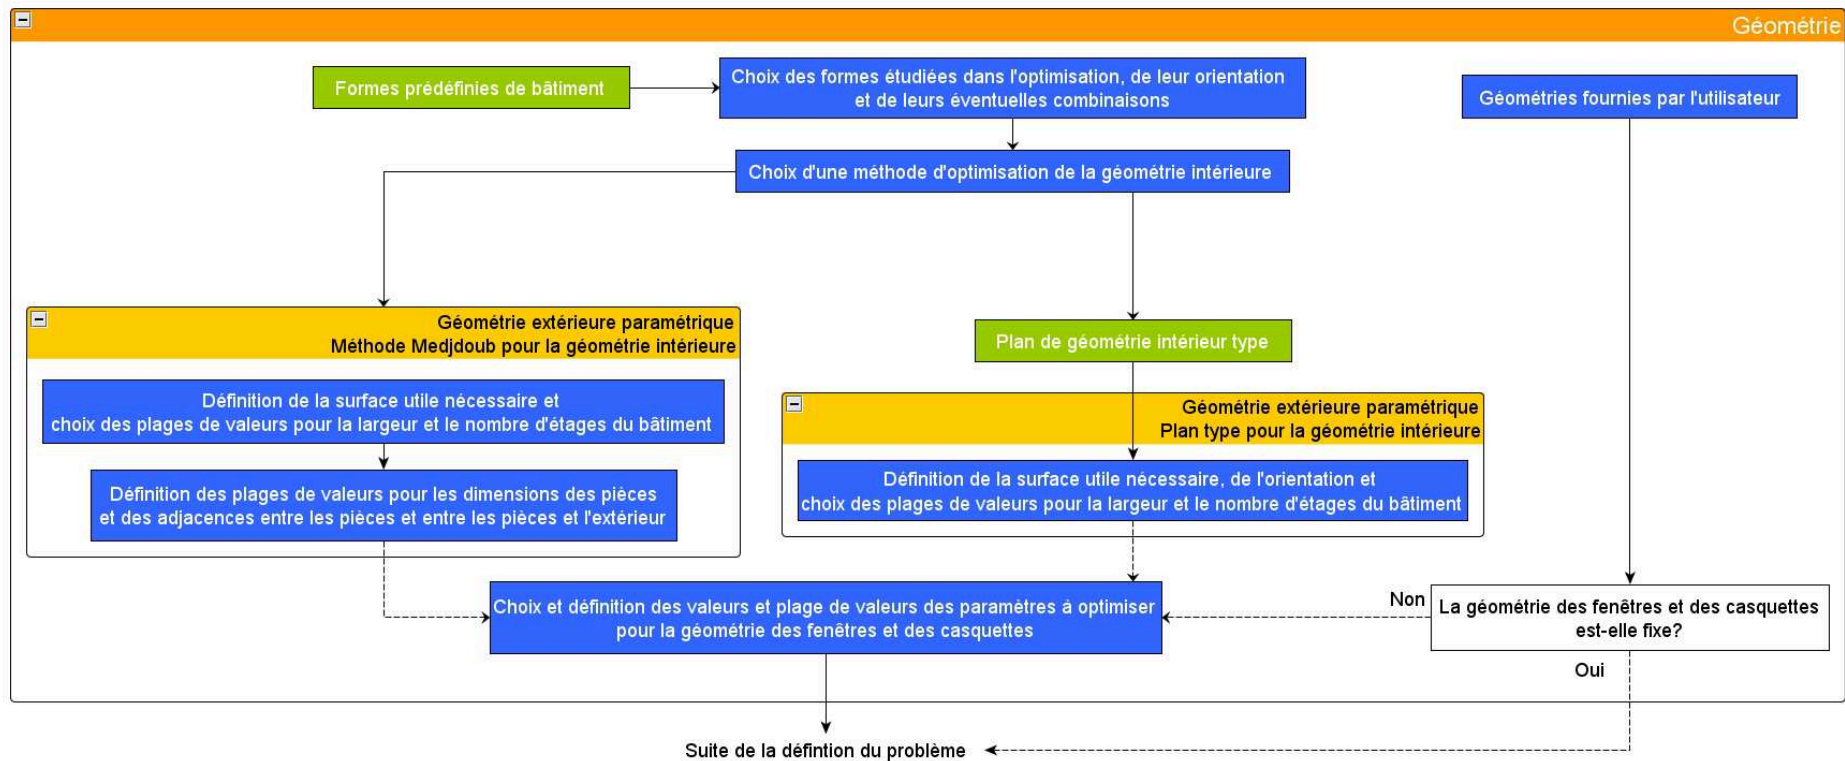 Géométrie
Formes prédéfinies de bâtiment
Choix des formes étudiées dans l'optimisation, de leur orientation
et de leurs éventuelles combinaisons
Géométries fournies par l'utilisateur
Choix d'une méthode d'optimisation de la géométrie intérieure
Géométrie extérieure paramétrique
Méthode Medjdoub pour la géométrie intérieure
Définition de la surface utile nécessaire et
choix des plages de valeurs pour la largeur et le nombre d'étages du bâtiment
Définition des plages de valeurs pour les dimensions des pièces
et des adjacences entre les pièces et entre les pièces et l'extérieur
Plan de géométrie intérieur type
Géométrie extérieure paramétrique
Plan type pour la géométrie intérieure
Définition de la surface utile nécessaire, de l'orientation et
choix des plages de valeurs pour la largeur et le nombre d'étages du bâtiment
Choix et définition des valeurs et plage de valeurs des paramètres à optimiser
pour la géométrie des fenêtres et des casquettes
Non
La géométrie des fenêtres et des casquettes
est-elle fixe?
Oui
Suite de la défintion du problème